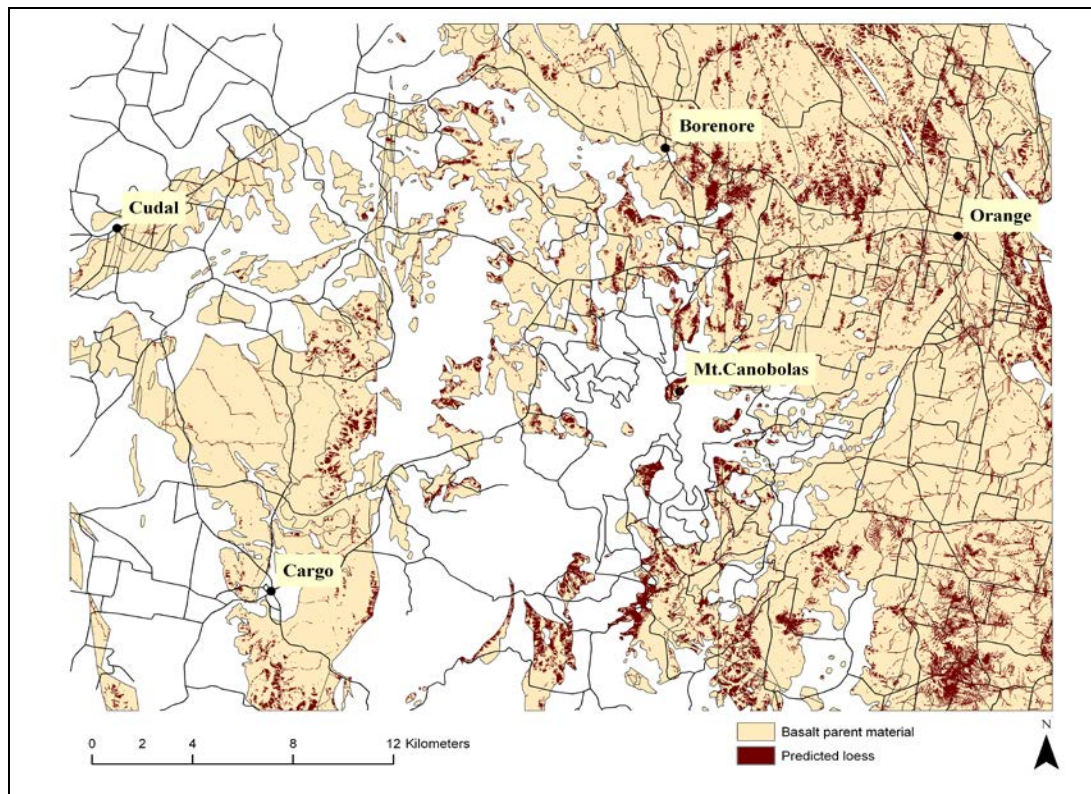 Borenore
Cudal
Orange
Mt.Canobolas
Cargo
0 2 4 8 12 Kilometers
Basalt parent material
Predicted loess
N